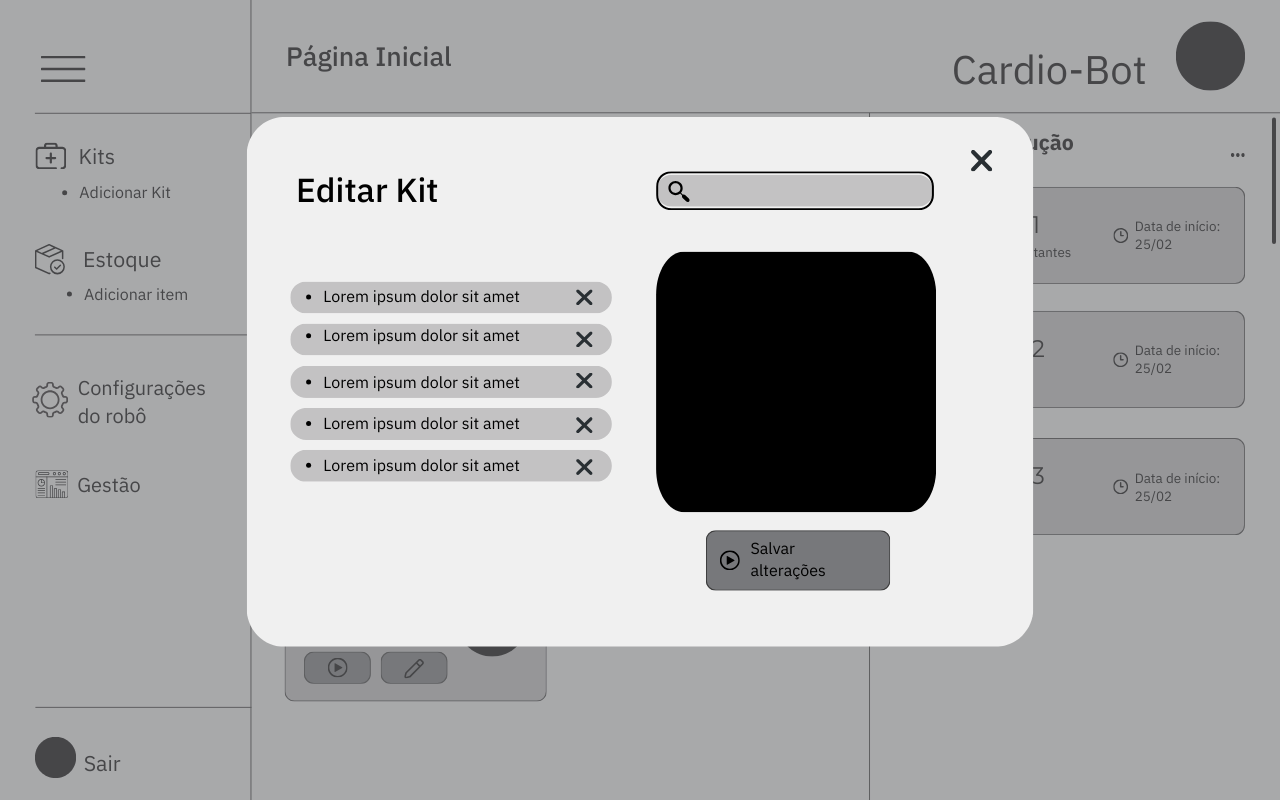 Página Inicial
Cardio-Bot
Kits
• Adicionar Kit
Estoque
• Adicionar item
Configurações
do robô
Gestão
Sair
Editar Kit
• Lorem ipsum dolor sit amet
• Lorem ipsum dolor sit amet
• Lorem ipsum dolor sit amet
• Lorem ipsum dolor sit amet
• Lorem ipsum dolor sit amet
Salvar
alterações
ução
...
1
tantes
Data de início:
25/02
2
Data de início:
25/02
3
Data de início:
25/02